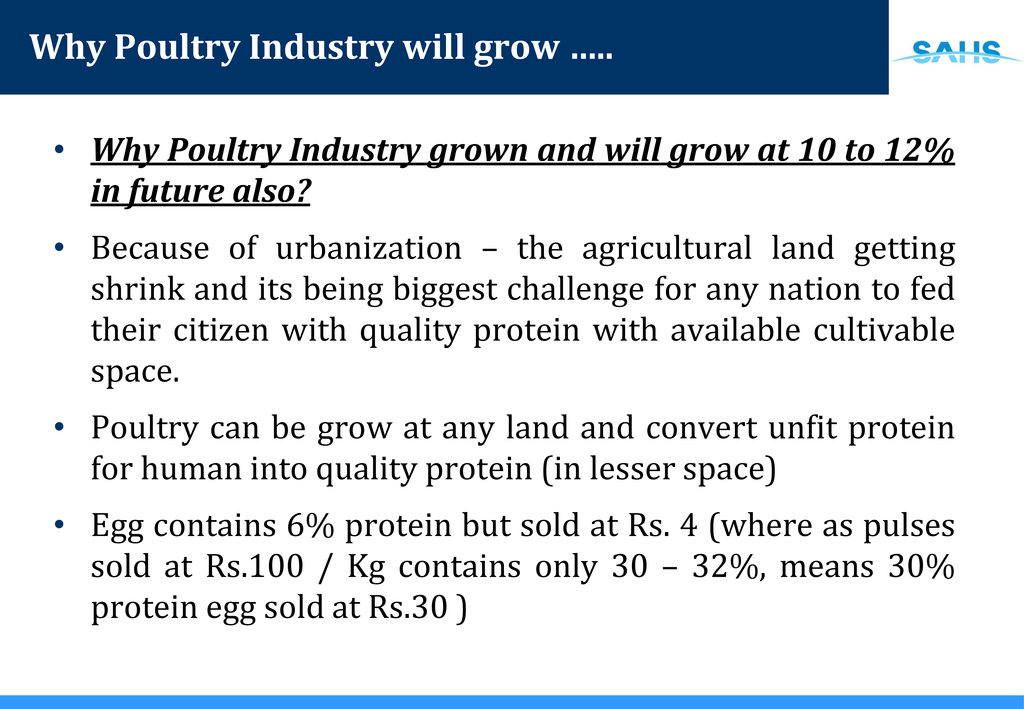 Why Poultry Industry will grow .....
SAHS
• Why Poultry Industry grown and will grow at 10 to 12%
in future also?
• Because of urbanization – the agricultural land getting
shrink and its being biggest challenge for any nation to fed
their citizen with quality protein with available cultivable
space.
• Poultry can be grow at any land and convert unfit protein
for human into quality protein (in lesser space)
• Egg contains 6% protein but sold at Rs. 4 (where as pulses
sold at Rs.100 / Kg contains only 30 – 32%, means 30%
protein egg sold at Rs.30 )